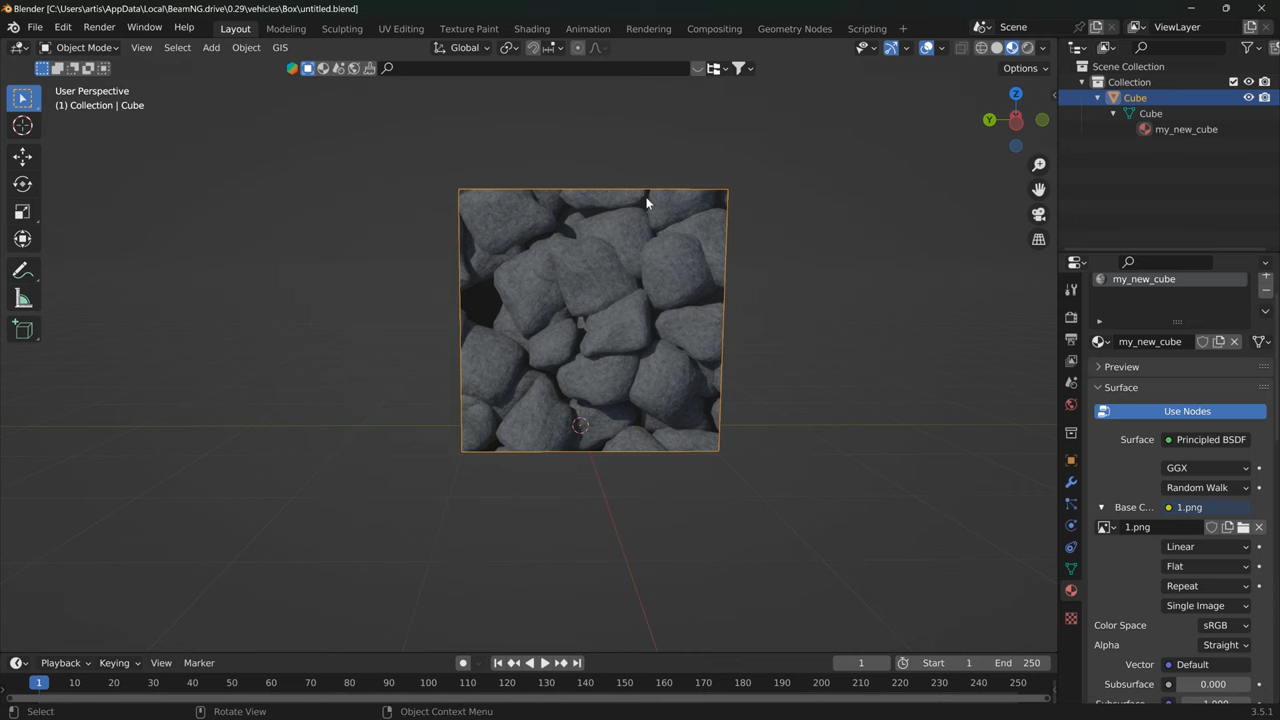 Blender [C:\Users\artis\AppData\Local\BeamNG.drive\0.29\vehicles\Box\untitled.blend]
File Edit Render Window Help Layout Modeling Sculpting UV Editing Texture Paint Shading Animation Rendering Compositing Geometry Nodes Scripting Scene ViewLayer
Object Mode View Select Add Object GIS Global
Options
User Perspective
(1) Collection | Cube
Z
Y
Scene Collection
Collection
Cube
Cube
my_new_cube
my_new_cube
my_new_cube
Preview
Surface
Use Nodes
Surface Principled BSDF
GGX
Random Walk
Base C... 1.png
1.png
Linear
Flat
Repeat
Single Image
Color Space sRGB
Alpha Straight
Vector Default
Subsurface 0.000
Playback Keying View Marker 1 Start 1 End 250
1 10 20 30 40 50 60 70 80 90 100 110 120 130 140 150 160 170 180 190 200 210 220 230 240 250
Select Rotate View Object Context Menu 3.5.1